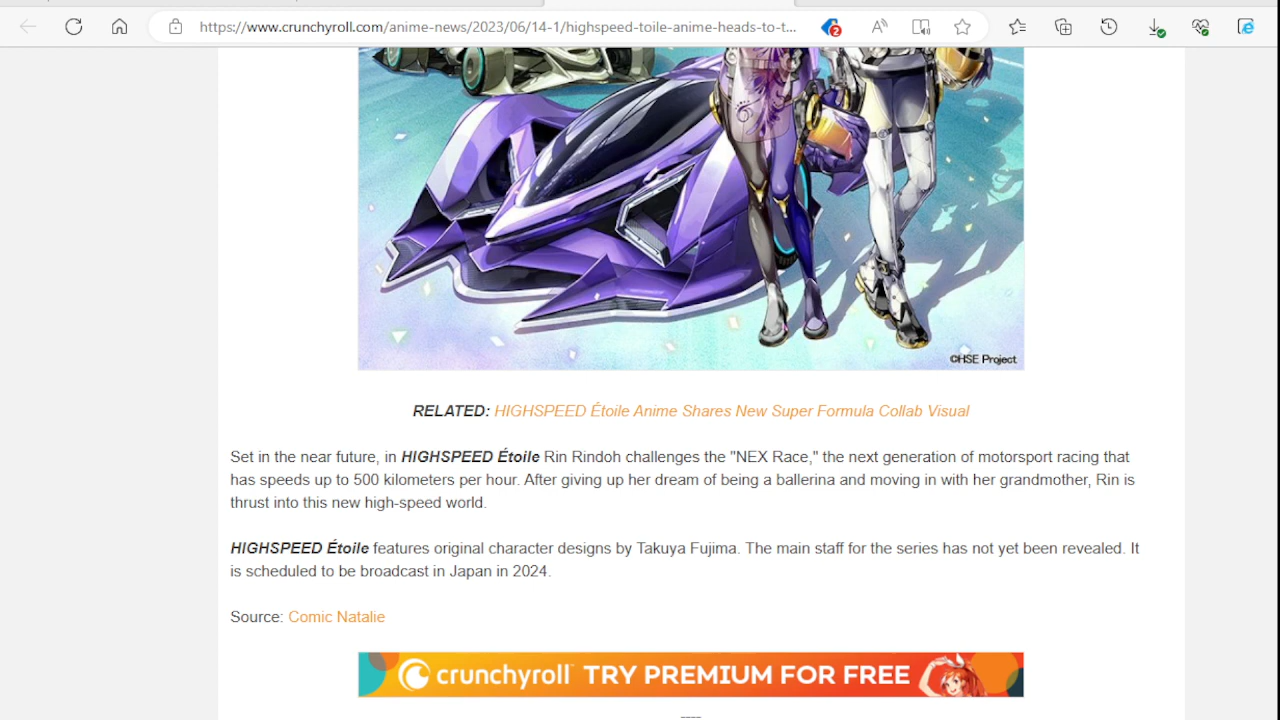 https://www.crunchyroll.com/anime-news/2023/06/14-1/highspeed-toile-anime-heads-to-t...
2
©HSE Project
RELATED: HIGHSPEED Étoile Anime Shares New Super Formula Collab Visual
Set in the near future, in HIGHSPEED Étoile Rin Rindoh challenges the "NEX Race," the next generation of motorsport racing that
has speeds up to 500 kilometers per hour. After giving up her dream of being a ballerina and moving in with her grandmother, Rin is
thrust into this new high-speed world.
HIGHSPEED Étoile features original character designs by Takuya Fujima. The main staff for the series has not yet been revealed. It
is scheduled to be broadcast in Japan in 2024.
Source: Comic Natalie
crunchyroll TRY PREMIUM FOR FREE